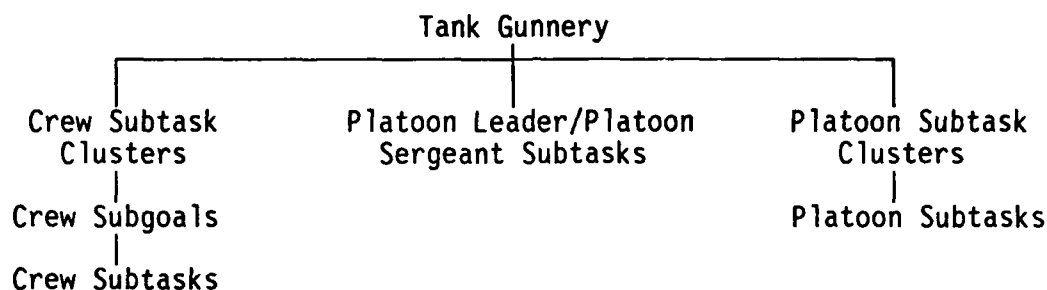 Tank Gunnery
Crew Subtask
Clusters
Platoon Leader/Platoon
Sergeant Subtasks
Platoon Subtask
Clusters
Crew Subgoals
Platoon Subtasks
Crew Subtasks